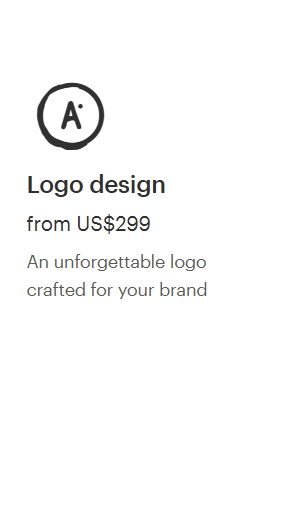 A
Logo design
from US$299
An unforgettable logo
crafted for your brand